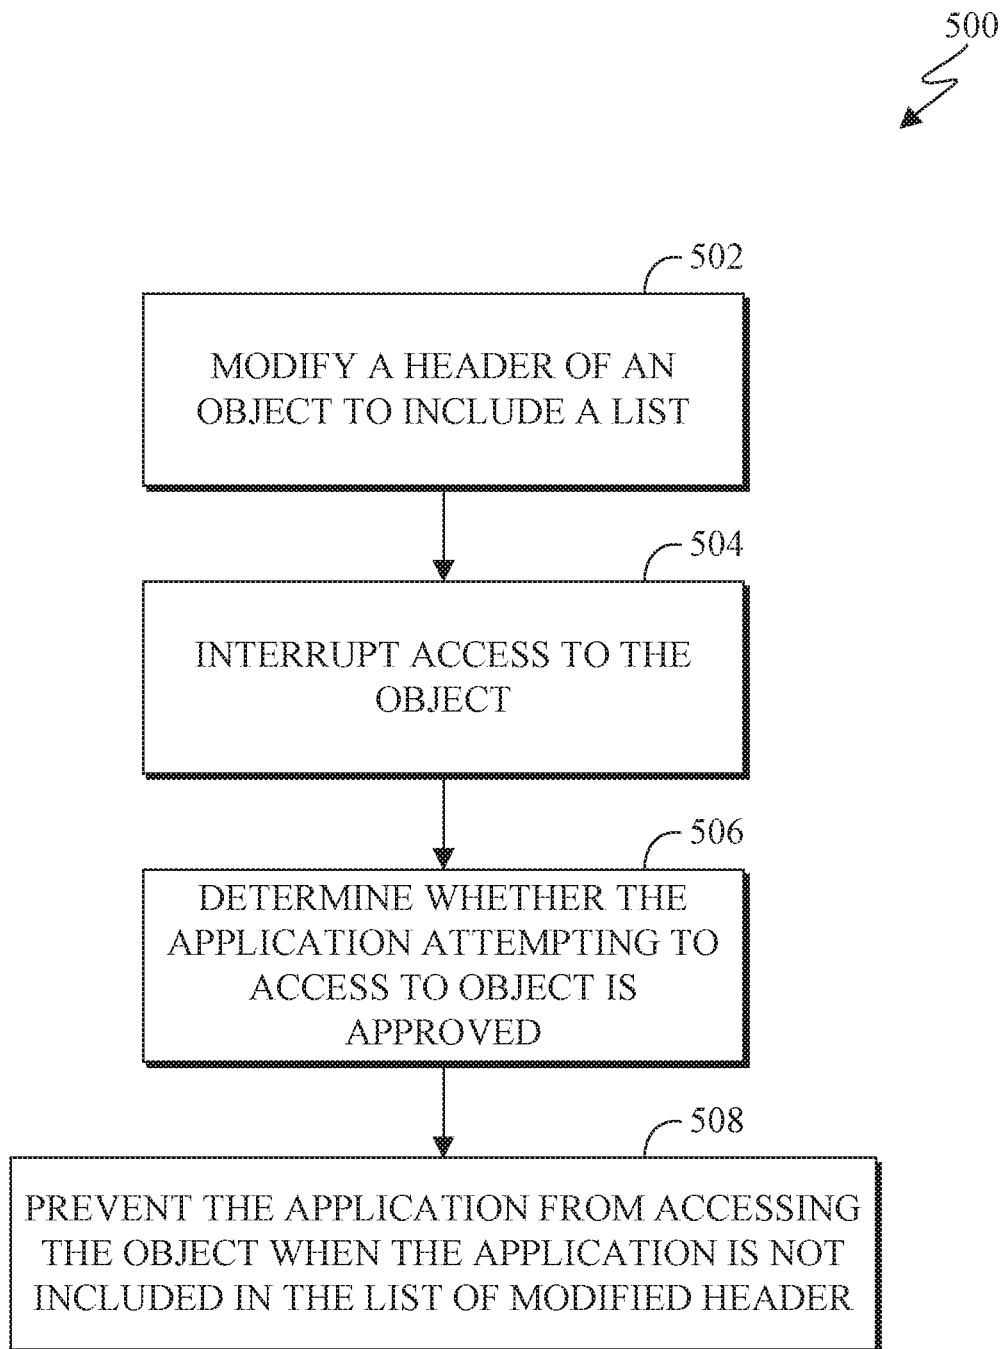 500
502
MODIFY A HEADER OF AN
OBJECT TO INCLUDE A LIST
504
INTERRUPT ACCESS TO THE
OBJECT
506
DETERMINE WHETHER THE
APPLICATION ATTEMPTING TO
ACCESS TO OBJECT IS
APPROVED
508
PREVENT THE APPLICATION FROM ACCESSING
THE OBJECT WHEN THE APPLICATION IS NOT
INCLUDED IN THE LIST OF MODIFIED HEADER